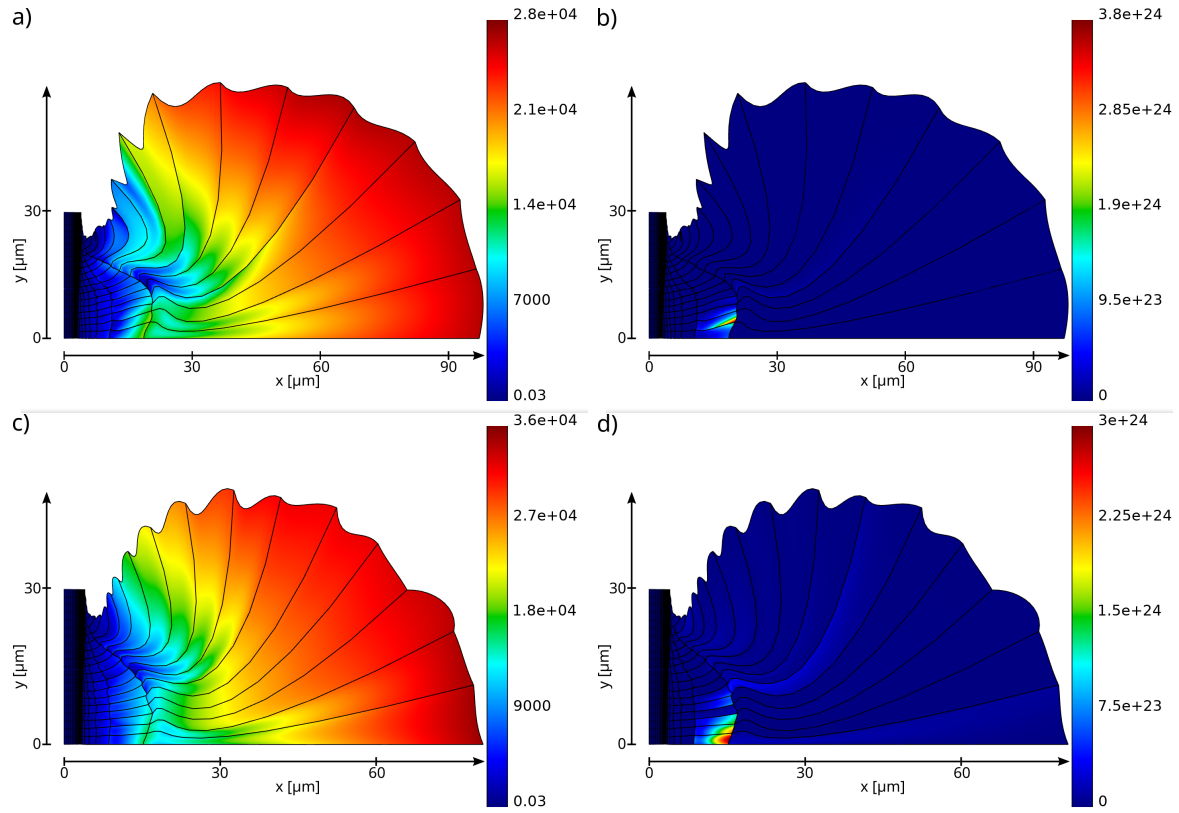 a)
2.8e+04
2.1e+04
1.4e+04
7000
0.03
y [µm]
30
0
0 30 60 90
x [µm]
b)
3.8e+24
2.85e+24
1.9e+24
9.5e+23
0
y [µm]
30
0
0 30 60 90
x [µm]
c)
3.6e+04
2.7e+04
1.8e+04
9000
0.03
y [µm]
30
0
0 30 60
x [µm]
d)
3e+24
2.25e+24
1.5e+24
7.5e+23
0
y [µm]
30
0
0 30 60
x [µm]